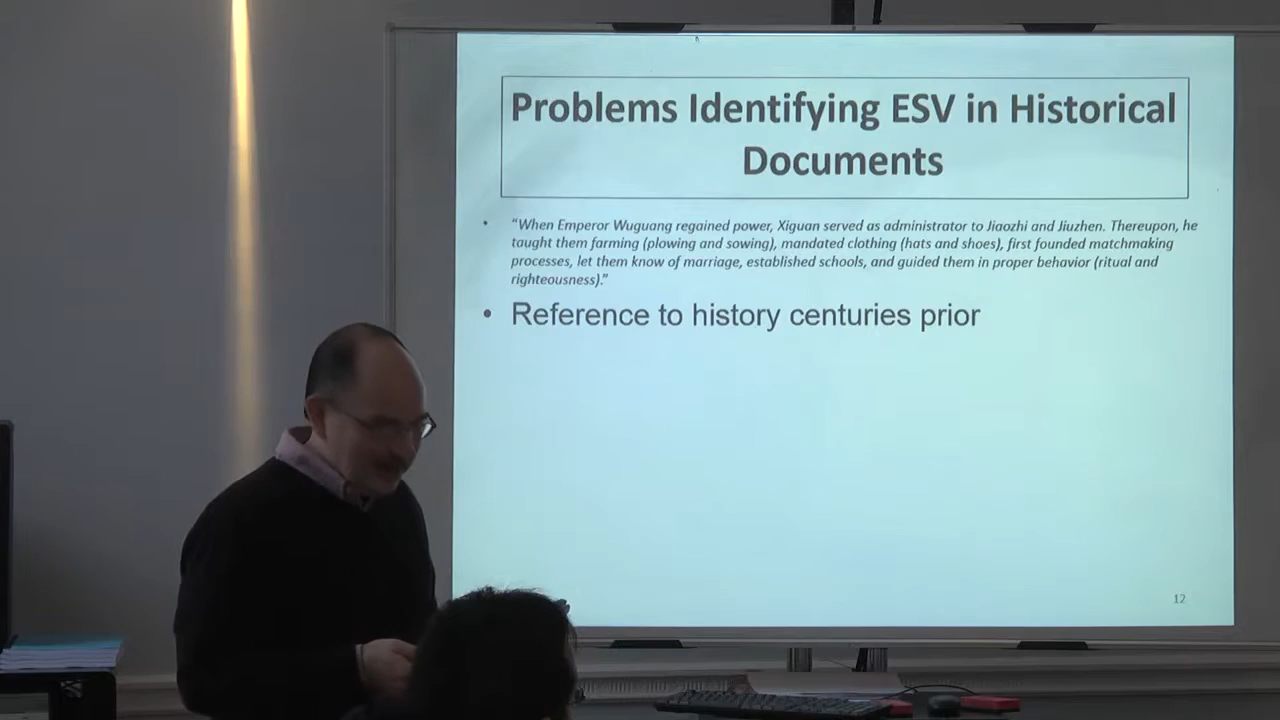 Problems Identifying ESV in Historical
Documents
• “When Emperor Wuguang regained power, Xiguan served as administrator to Jiaozhi and Jiuzhen. Thereupon, he
taught them farming (plowing and sowing), mandated clothing (hats and shoes), first founded matchmaking
processes, let them know of marriage, established schools, and guided them in proper behavior (ritual and
righteousness).”
• Reference to history centuries prior
12